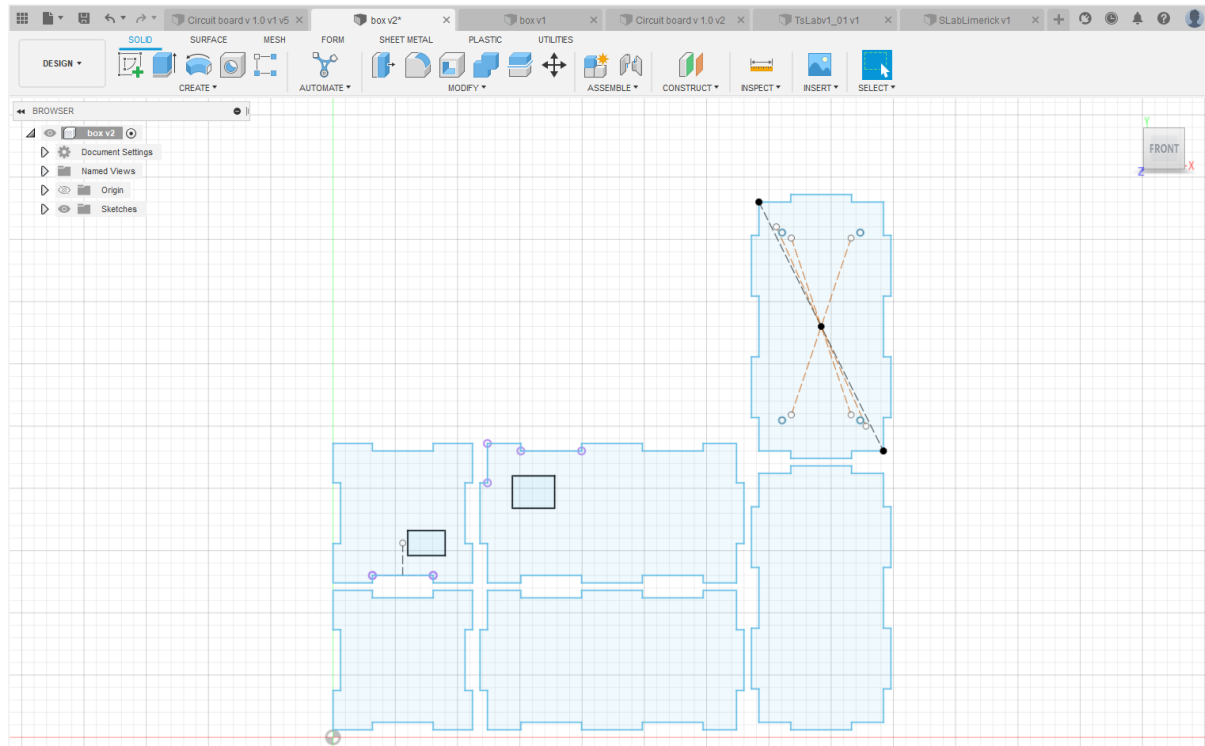 Circuit board v 1.0 v1 v5
box v2*
box v1
Circuit board v 1.0 v2
TsLabv1_01 v1
SLabLimerick v1
SOLID
SURFACE
MESH
FORM
SHEET METAL
PLASTIC
UTILITIES
DESIGN
CREATE
AUTOMATE
MODIFY
ASSEMBLE
CONSTRUCT
INSPECT
INSERT
SELECT
BROWSER
box v2
Document Settings
Named Views
Origin
Sketches
Y
FRONT
Z
-X